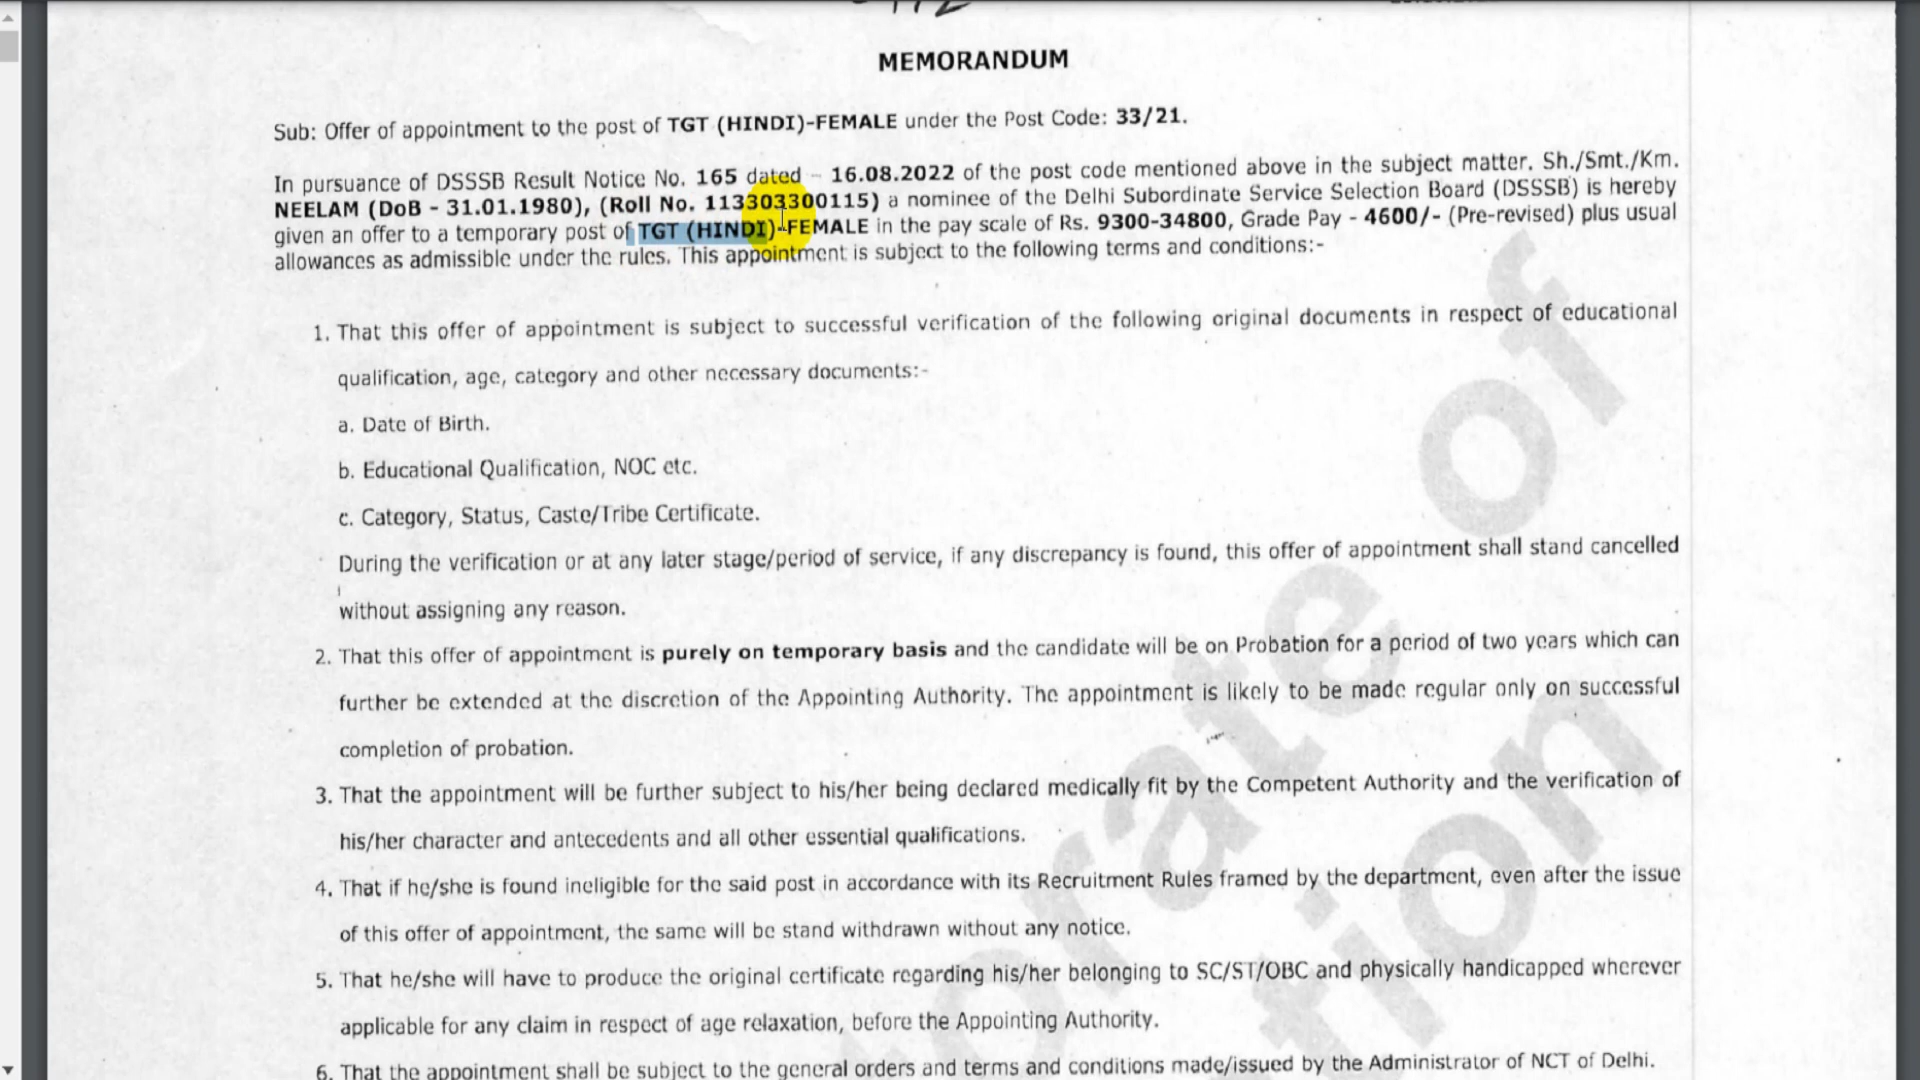 MEMORANDUM
Sub: Offer of appointment to the post of TGT (HINDI)-FEMALE under the Post Code: 33/21.
In pursuance of DSSSB Result Notice No. 165 dated - 16.08.2022 of the post code mentioned above in the subject matter. Sh./Smt./Km.
NEELAM (DoB - 31.01.1980), (Roll No. 113303300115) a nominee of the Delhi Subordinate Service Selection Board (DSSSB) is hereby
given an offer to a temporary post of TGT (HINDI)-FEMALE in the pay scale of Rs. 9300-34800, Grade Pay - 4600/- (Pre-revised) plus usual
allowances as admissible under the rules. This appointment is subject to the following terms and conditions:-
1. That this offer of appointment is subject to successful verification of the following original documents in respect of educational
qualification, age, category and other necessary documents:-
a. Date of Birth.
b. Educational Qualification, NOC etc.
c. Category, Status, Caste/Tribe Certificate.
During the verification or at any later stage/period of service, if any discrepancy is found, this offer of appointment shall stand cancelled
without assigning any reason.
2. That this offer of appointment is purely on temporary basis and the candidate will be on Probation for a period of two years which can
further be extended at the discretion of the Appointing Authority. The appointment is likely to be made regular only on successful
completion of probation.
3. That the appointment will be further subject to his/her being declared medically fit by the Competent Authority and the verification of
his/her character and antecedents and all other essential qualifications.
4. That if he/she is found ineligible for the said post in accordance with its Recruitment Rules framed by the department, even after the issue
of this offer of appointment, the same will be stand withdrawn without any notice.
5. That he/she will have to produce the original certificate regarding his/her belonging to SC/ST/OBC and physically handicapped wherever
applicable for any claim in respect of age relaxation, before the Appointing Authority.
6. That the appointment shall be subject to the general orders and terms and conditions made/issued by the Administrator of NCT of Delhi.
orate of
tion